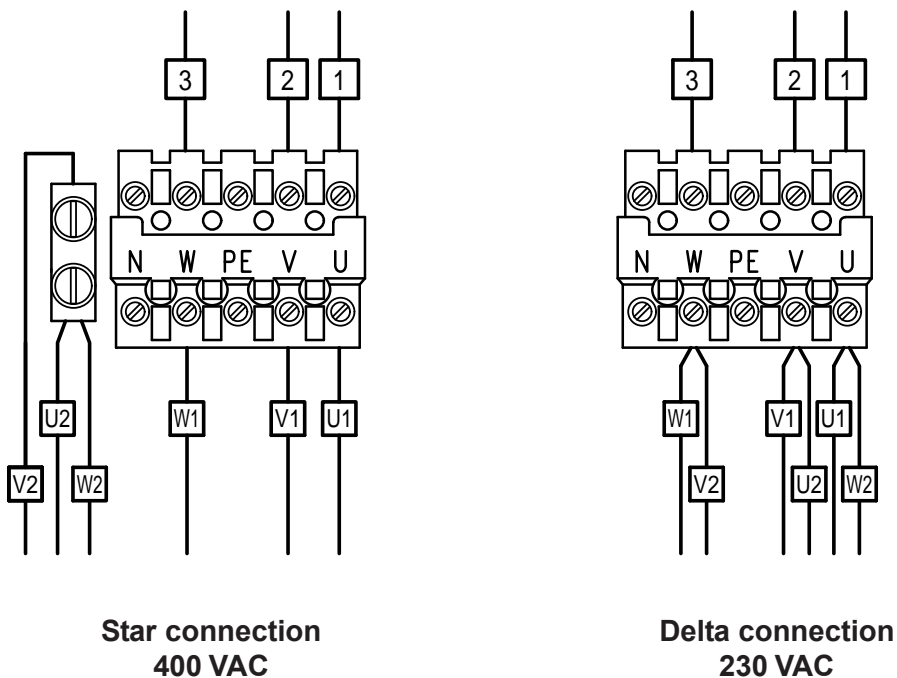 3 2 1
N W PE V U
U2 W1 V1 U1
V2 W2
Star connection
400 VAC
3 2 1
N W PE V U
W1 V1 U1
V2 U2 W2
Delta connection
230 VAC